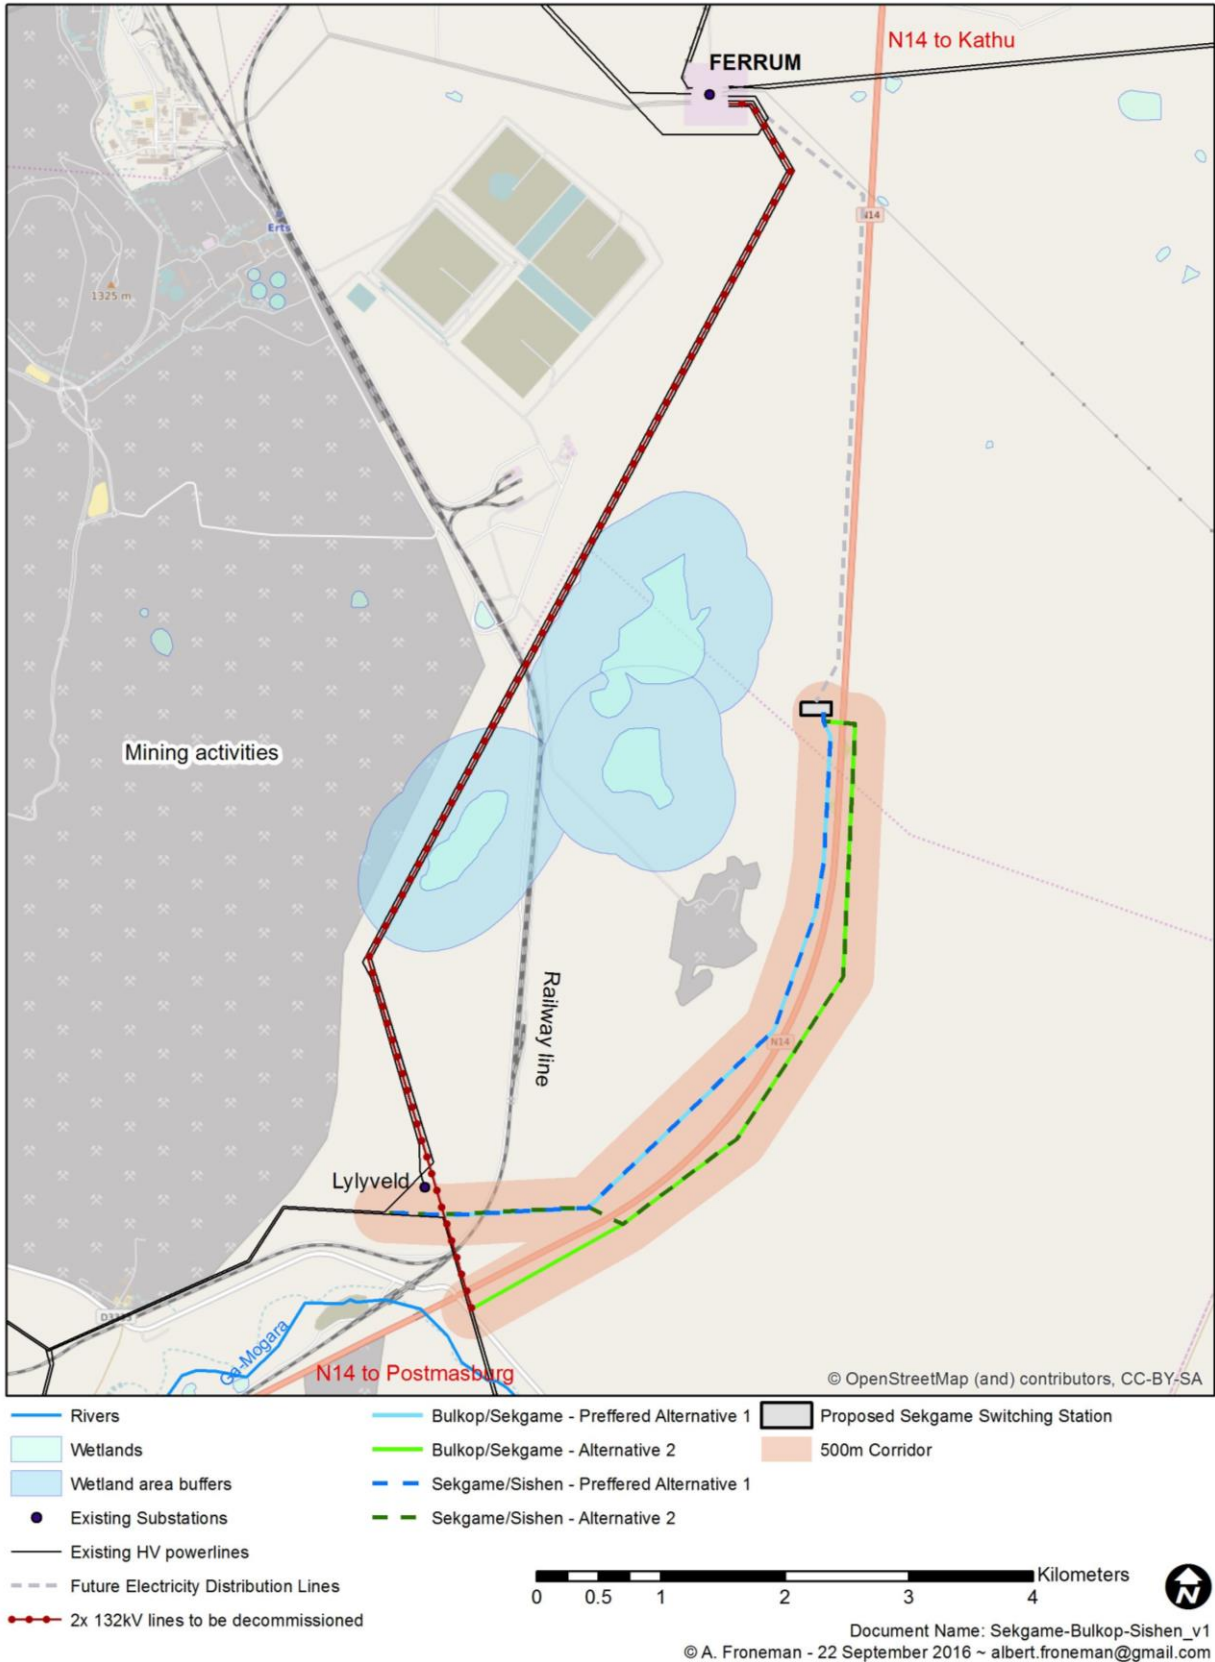 N14 to Kathu
FERRUM
N14
Erts
1325 m
Mining activities
Railway line
N14
Lylyveld
Ga-Mogara
N14 to Postmasburg
© OpenStreetMap (and) contributors, CC-BY-SA
Rivers
Wetlands
Wetland area buffers
Existing Substations
Existing HV powerlines
Future Electricity Distribution Lines
2x 132kV lines to be decommissioned
Bulkop/Sekgame - Preffered Alternative 1
Bulkop/Sekgame - Alternative 2
Sekgame/Sishen - Preffered Alternative 1
Sekgame/Sishen - Alternative 2
Proposed Sekgame Switching Station
500m Corridor
Kilometers
0 0.5 1 2 3 4
N
Document Name: Sekgame-Bulkop-Sishen_v1
© A. Froneman - 22 September 2016 ~ albert.froneman@gmail.com